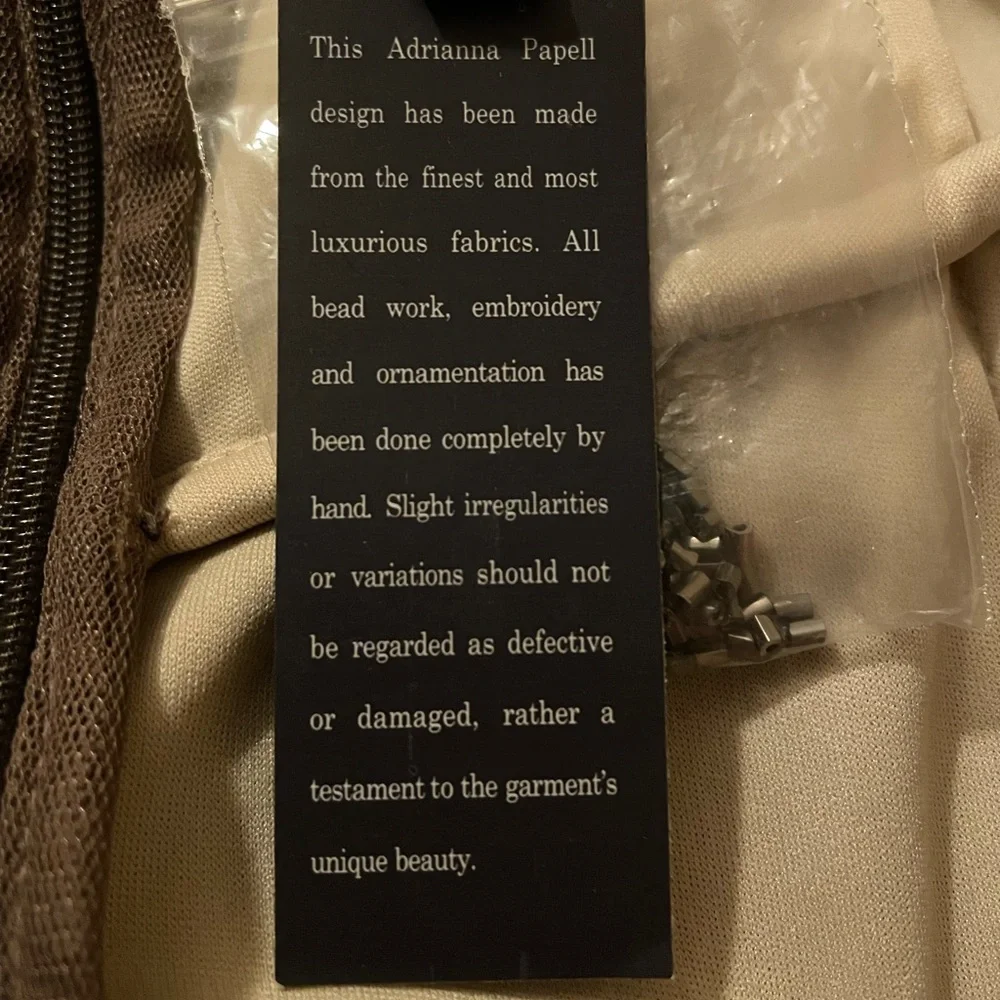 This Adrianna Papell
design has been made
from the finest and most
luxurious fabrics. All
bead work, embroidery
and ornamentation has
been done completely by
hand. Slight irregularities
or variations should not
be regarded as defective
or damaged, rather a
testament to the garment's
unique beauty.